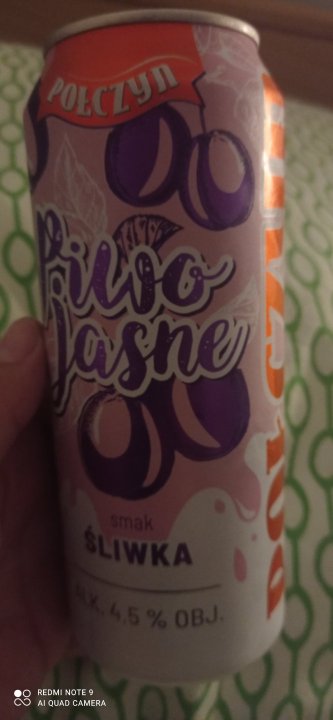 POŁCZYN
Piwo
jasne
smak
ŚLIWKA
ALK. 4,5 % OBJ.
POŁCZYN
REDMI NOTE 9
AI QUAD CAMERA